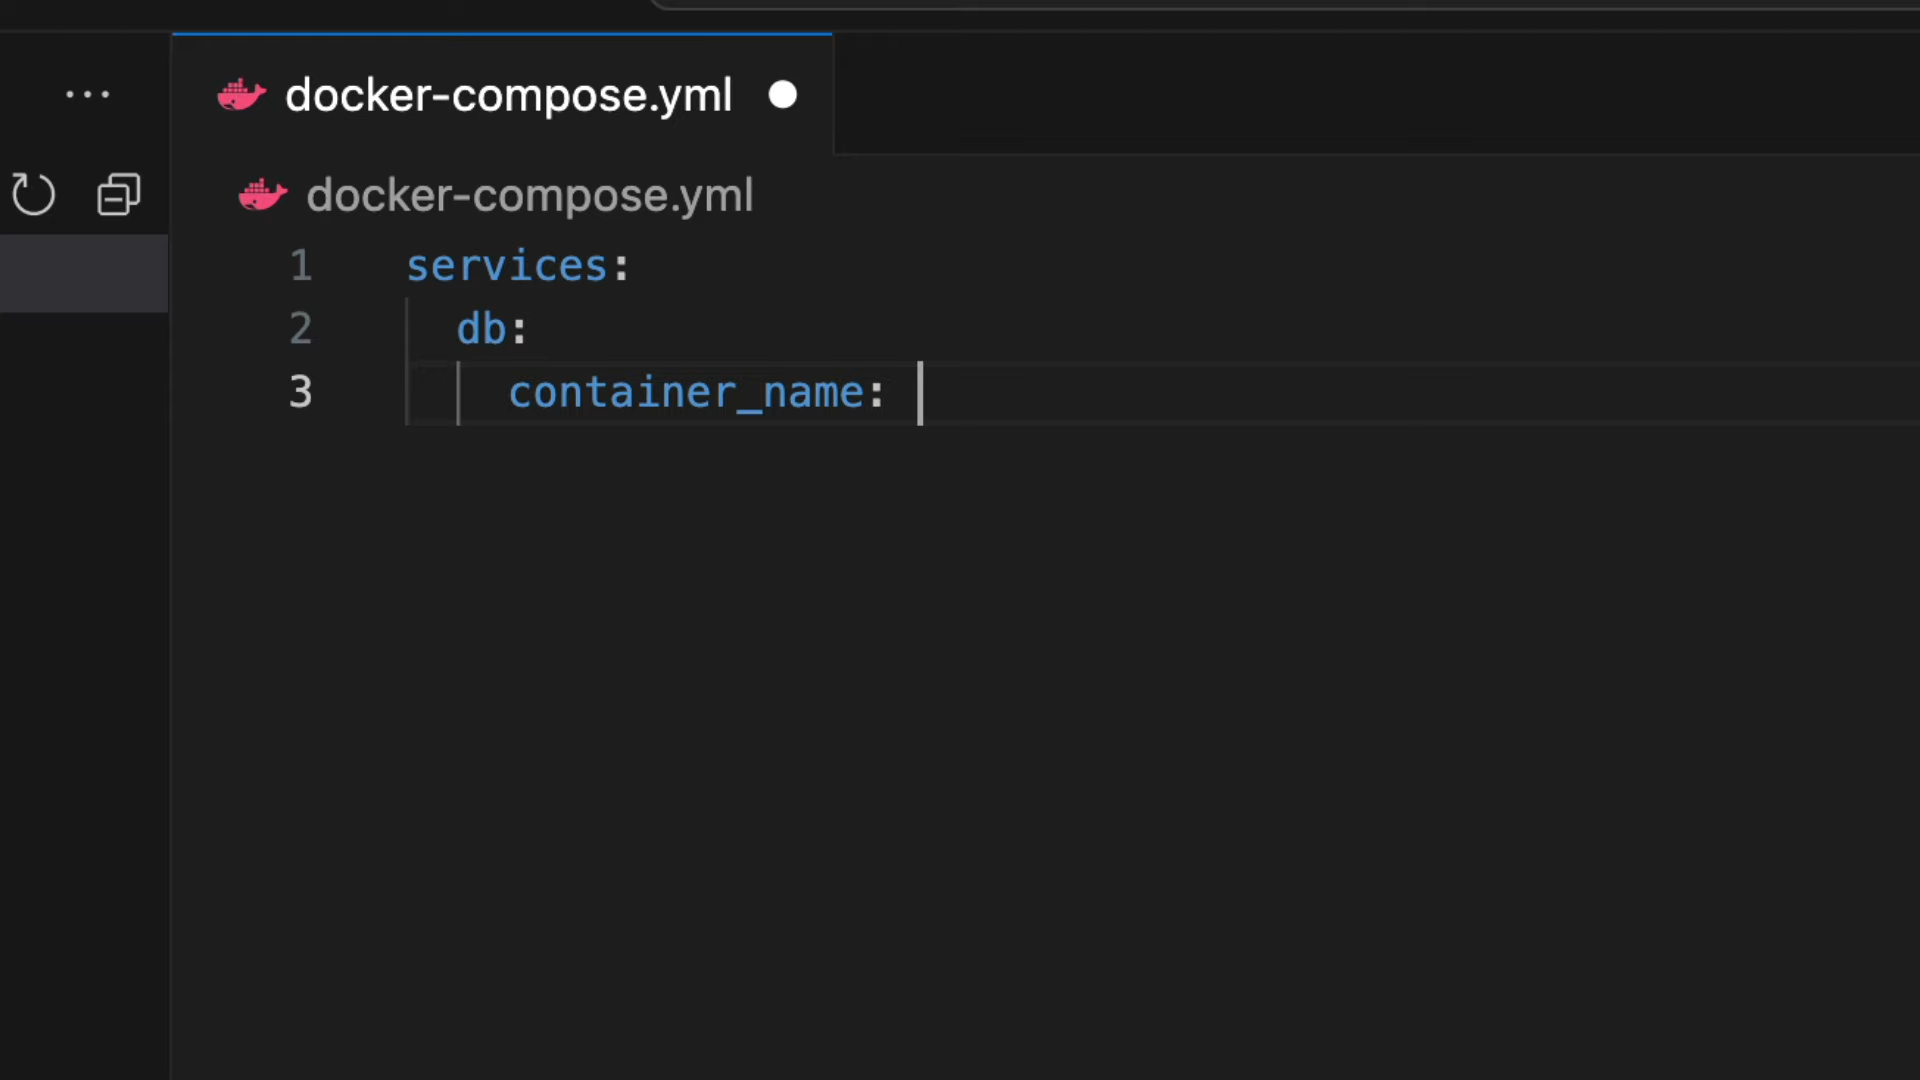 docker-compose.yml
docker-compose.yml
1 services:
2   db:
3     container_name: